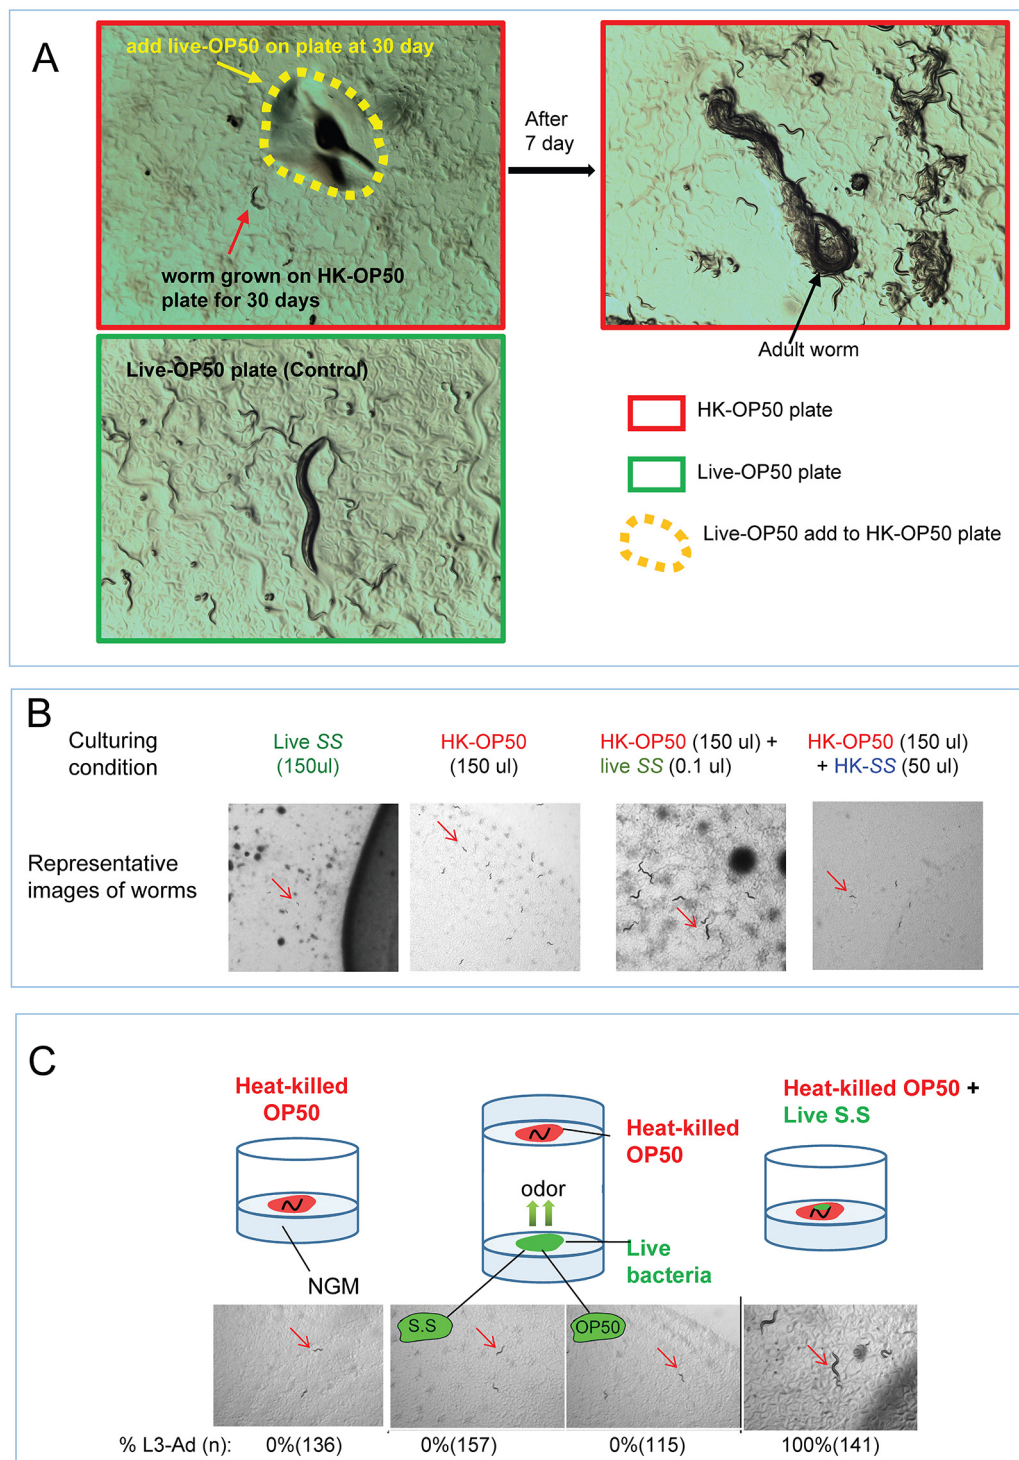 A
add live-OP50 on plate at 30 day
worm grown on HK-OP50
plate for 30 days
After
7 day
Adult worm
Live-OP50 plate (Control)
HK-OP50 plate
Live-OP50 plate
Live-OP50 add to HK-OP50 plate
B
Culturing
condition
Live SS
(150ul)
HK-OP50
(150 ul)
HK-OP50 (150 ul) +
live SS (0.1 ul)
HK-OP50 (150 ul)
+ HK-SS (50 ul)
Representative
images of worms
C
Heat-killed
OP50
NGM
Heat-killed
OP50
odor
Live
bacteria
Heat-killed OP50 +
Live S.S
S.S
OP50
% L3-Ad (n): 0%(136) 0%(157) 0%(115) 100%(141)